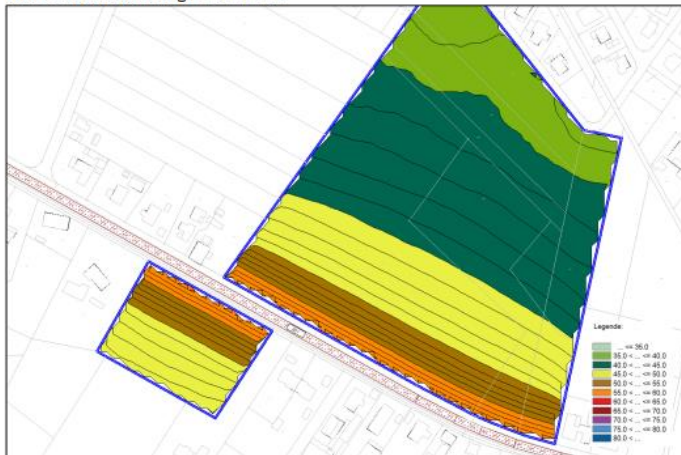 Legende:
... <= 35.0
35.0 < ... <= 40.0
40.0 < ... <= 45.0
45.0 < ... <= 50.0
50.0 < ... <= 55.0
55.0 < ... <= 60.0
60.0 < ... <= 65.0
65.0 < ... <= 70.0
70.0 < ... <= 75.0
75.0 < ... <= 80.0
80.0 < ...